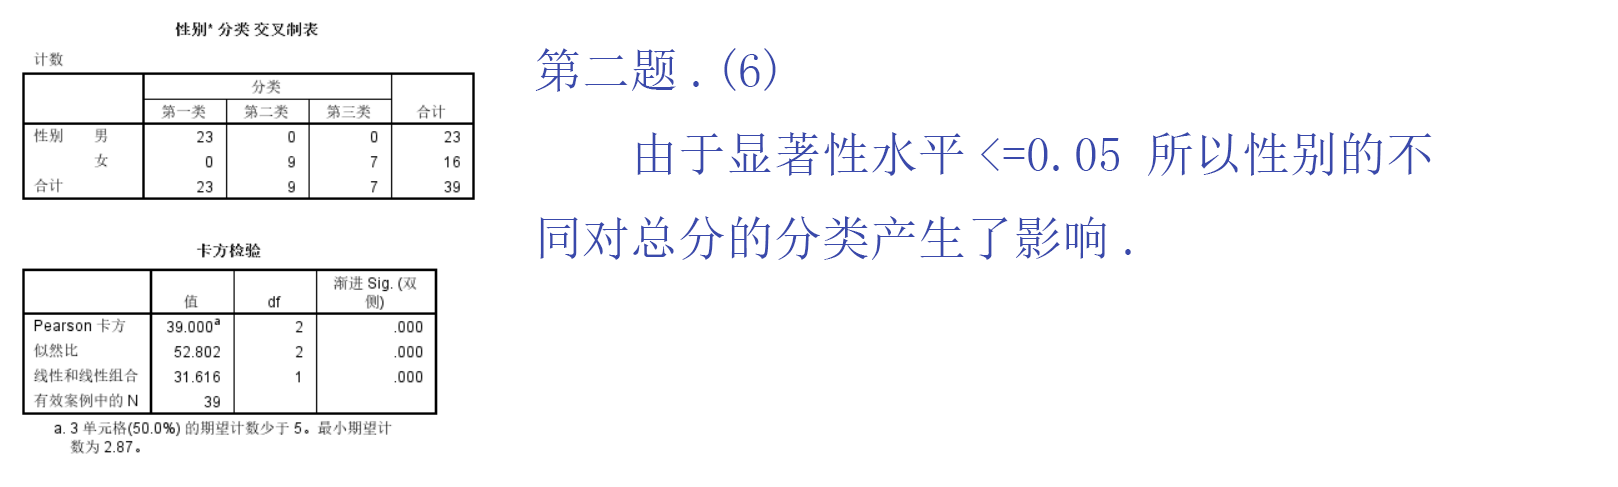 性别* 分类 交叉制表
计数
分类
第一类 第二类 第三类 合计
性别 男 23 0 0 23
女 0 9 7 16
合计 23 9 7 39
卡方检验
值 df 渐进 Sig. (双
侧)
Pearson 卡方 39.000a 2 .000
似然比 52.802 2 .000
线性和线性组合 31.616 1 .000
有效案例中的 N 39
a. 3 单元格(50.0%) 的期望计数少于 5。最小期望计
数为 2.87。
第二题.(6)
由于显著性水平<=0.05 所以性别的不
同对总分的分类产生了影响.